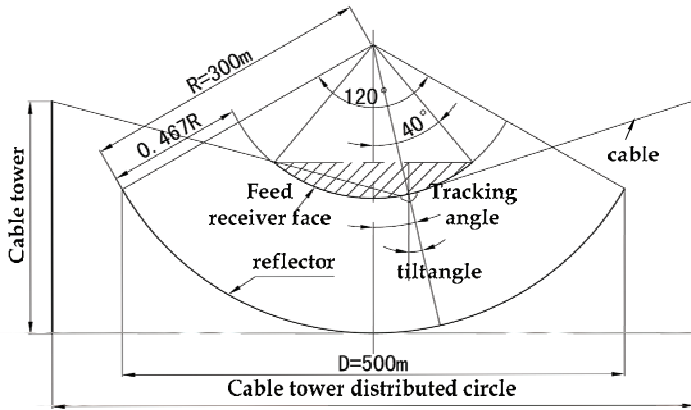 R=300m
0.467R
120°
40°
cable
Cable tower
Feed
receiver face
Tracking
angle
tiltangle
reflector
D=500m
Cable tower distributed circle